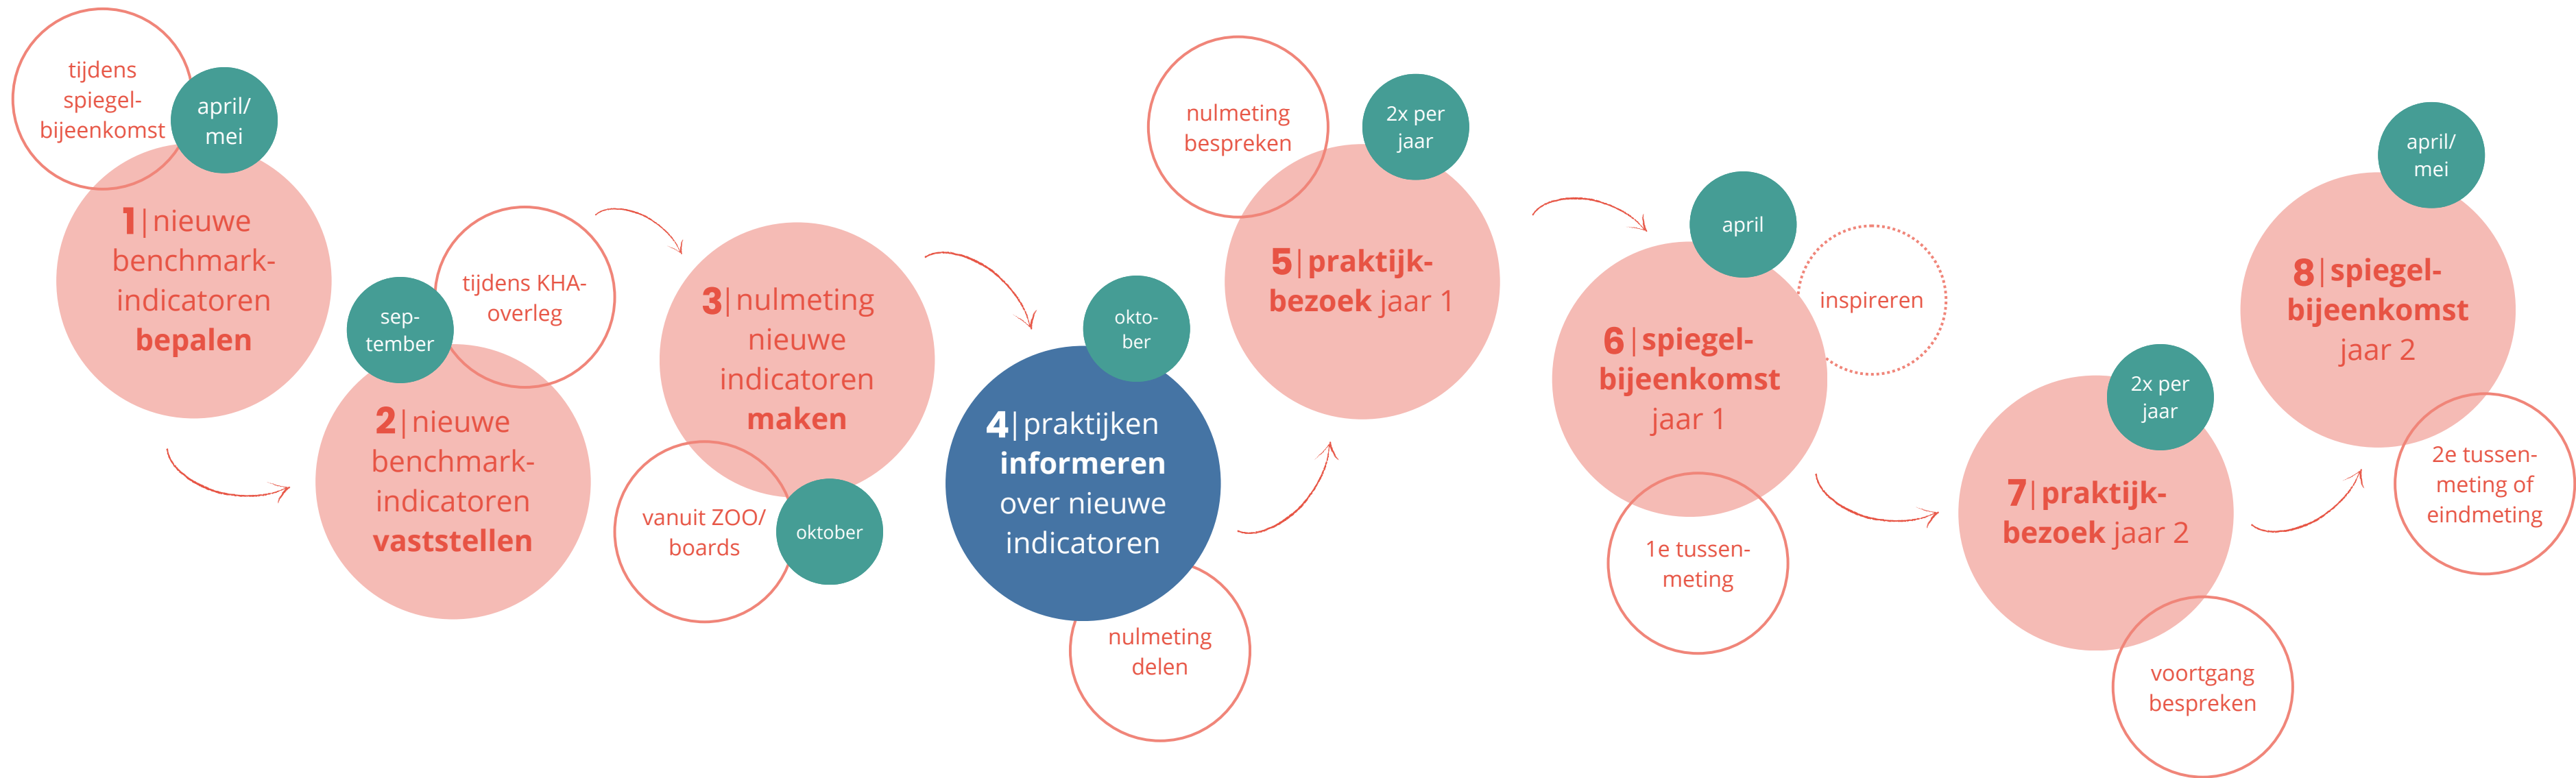 tijdens
spiegel-
bijeenkomst
april/
mei
1|nieuwe
benchmark-
indicatoren
bepalen
sep-
tember
tijdens KHA-
overleg
2|nieuwe
benchmark-
indicatoren
vaststellen
3|nulmeting
nieuwe
indicatoren
maken
vanuit ZOO/
boards
oktober
okto-
ber
4|praktijken
informeren
over nieuwe
indicatoren
nulmeting
delen
nulmeting
bespreken
2x per
jaar
5|praktijk-
bezoek jaar 1
april
inspireren
6|spiegel-
bijeenkomst
jaar 1
1e tussen-
meting
2x per
jaar
7|praktijk-
bezoek jaar 2
voortgang
bespreken
april/
mei
8|spiegel-
bijeenkomst
jaar 2
2e tussen-
meting of
eindmeting